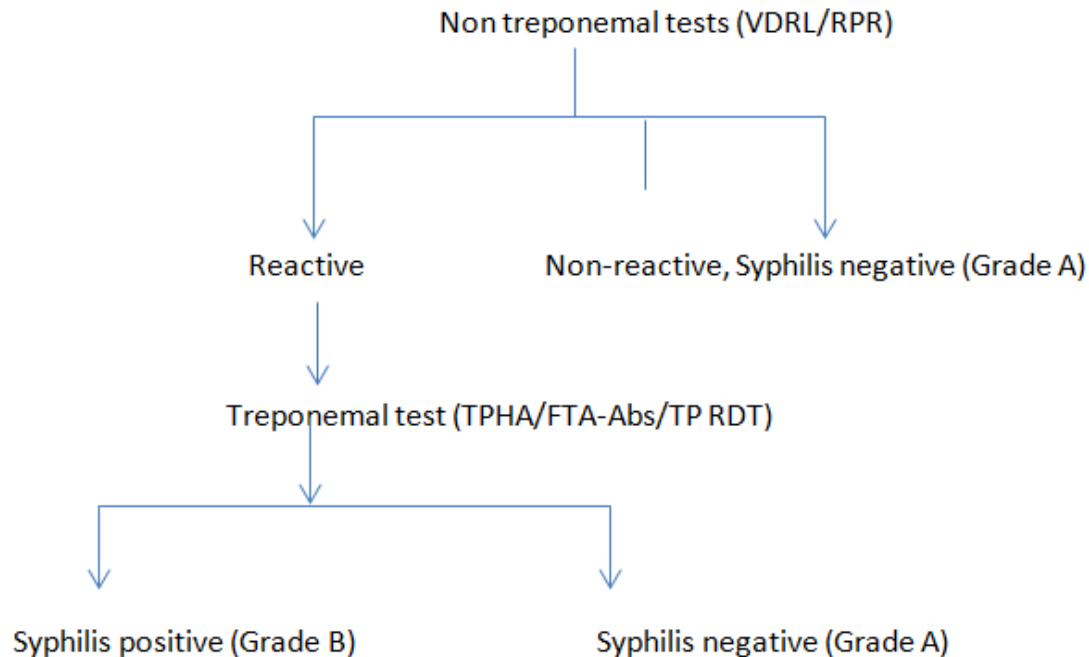 Non treponemal tests (VDRL/RPR)
Reactive
Non-reactive, Syphilis negative (Grade A)
Treponemal test (TPHA/FTA-Abs/TP RDT)
Syphilis positive (Grade B)
Syphilis negative (Grade A)